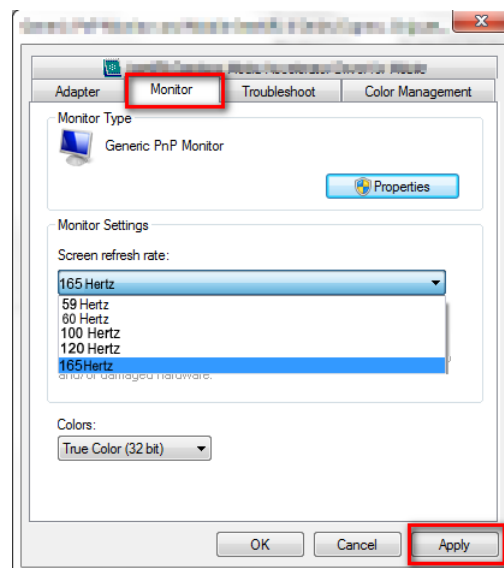 Adapter
Monitor
Troubleshoot
Color Management
Monitor Type
Generic PnP Monitor
Properties
Monitor Settings
Screen refresh rate:
165 Hertz
59 Hertz
60 Hertz
100 Hertz
120 Hertz
165Hertz
and/or damaged hardware.
Colors:
True Color (32 bit)
OK
Cancel
Apply